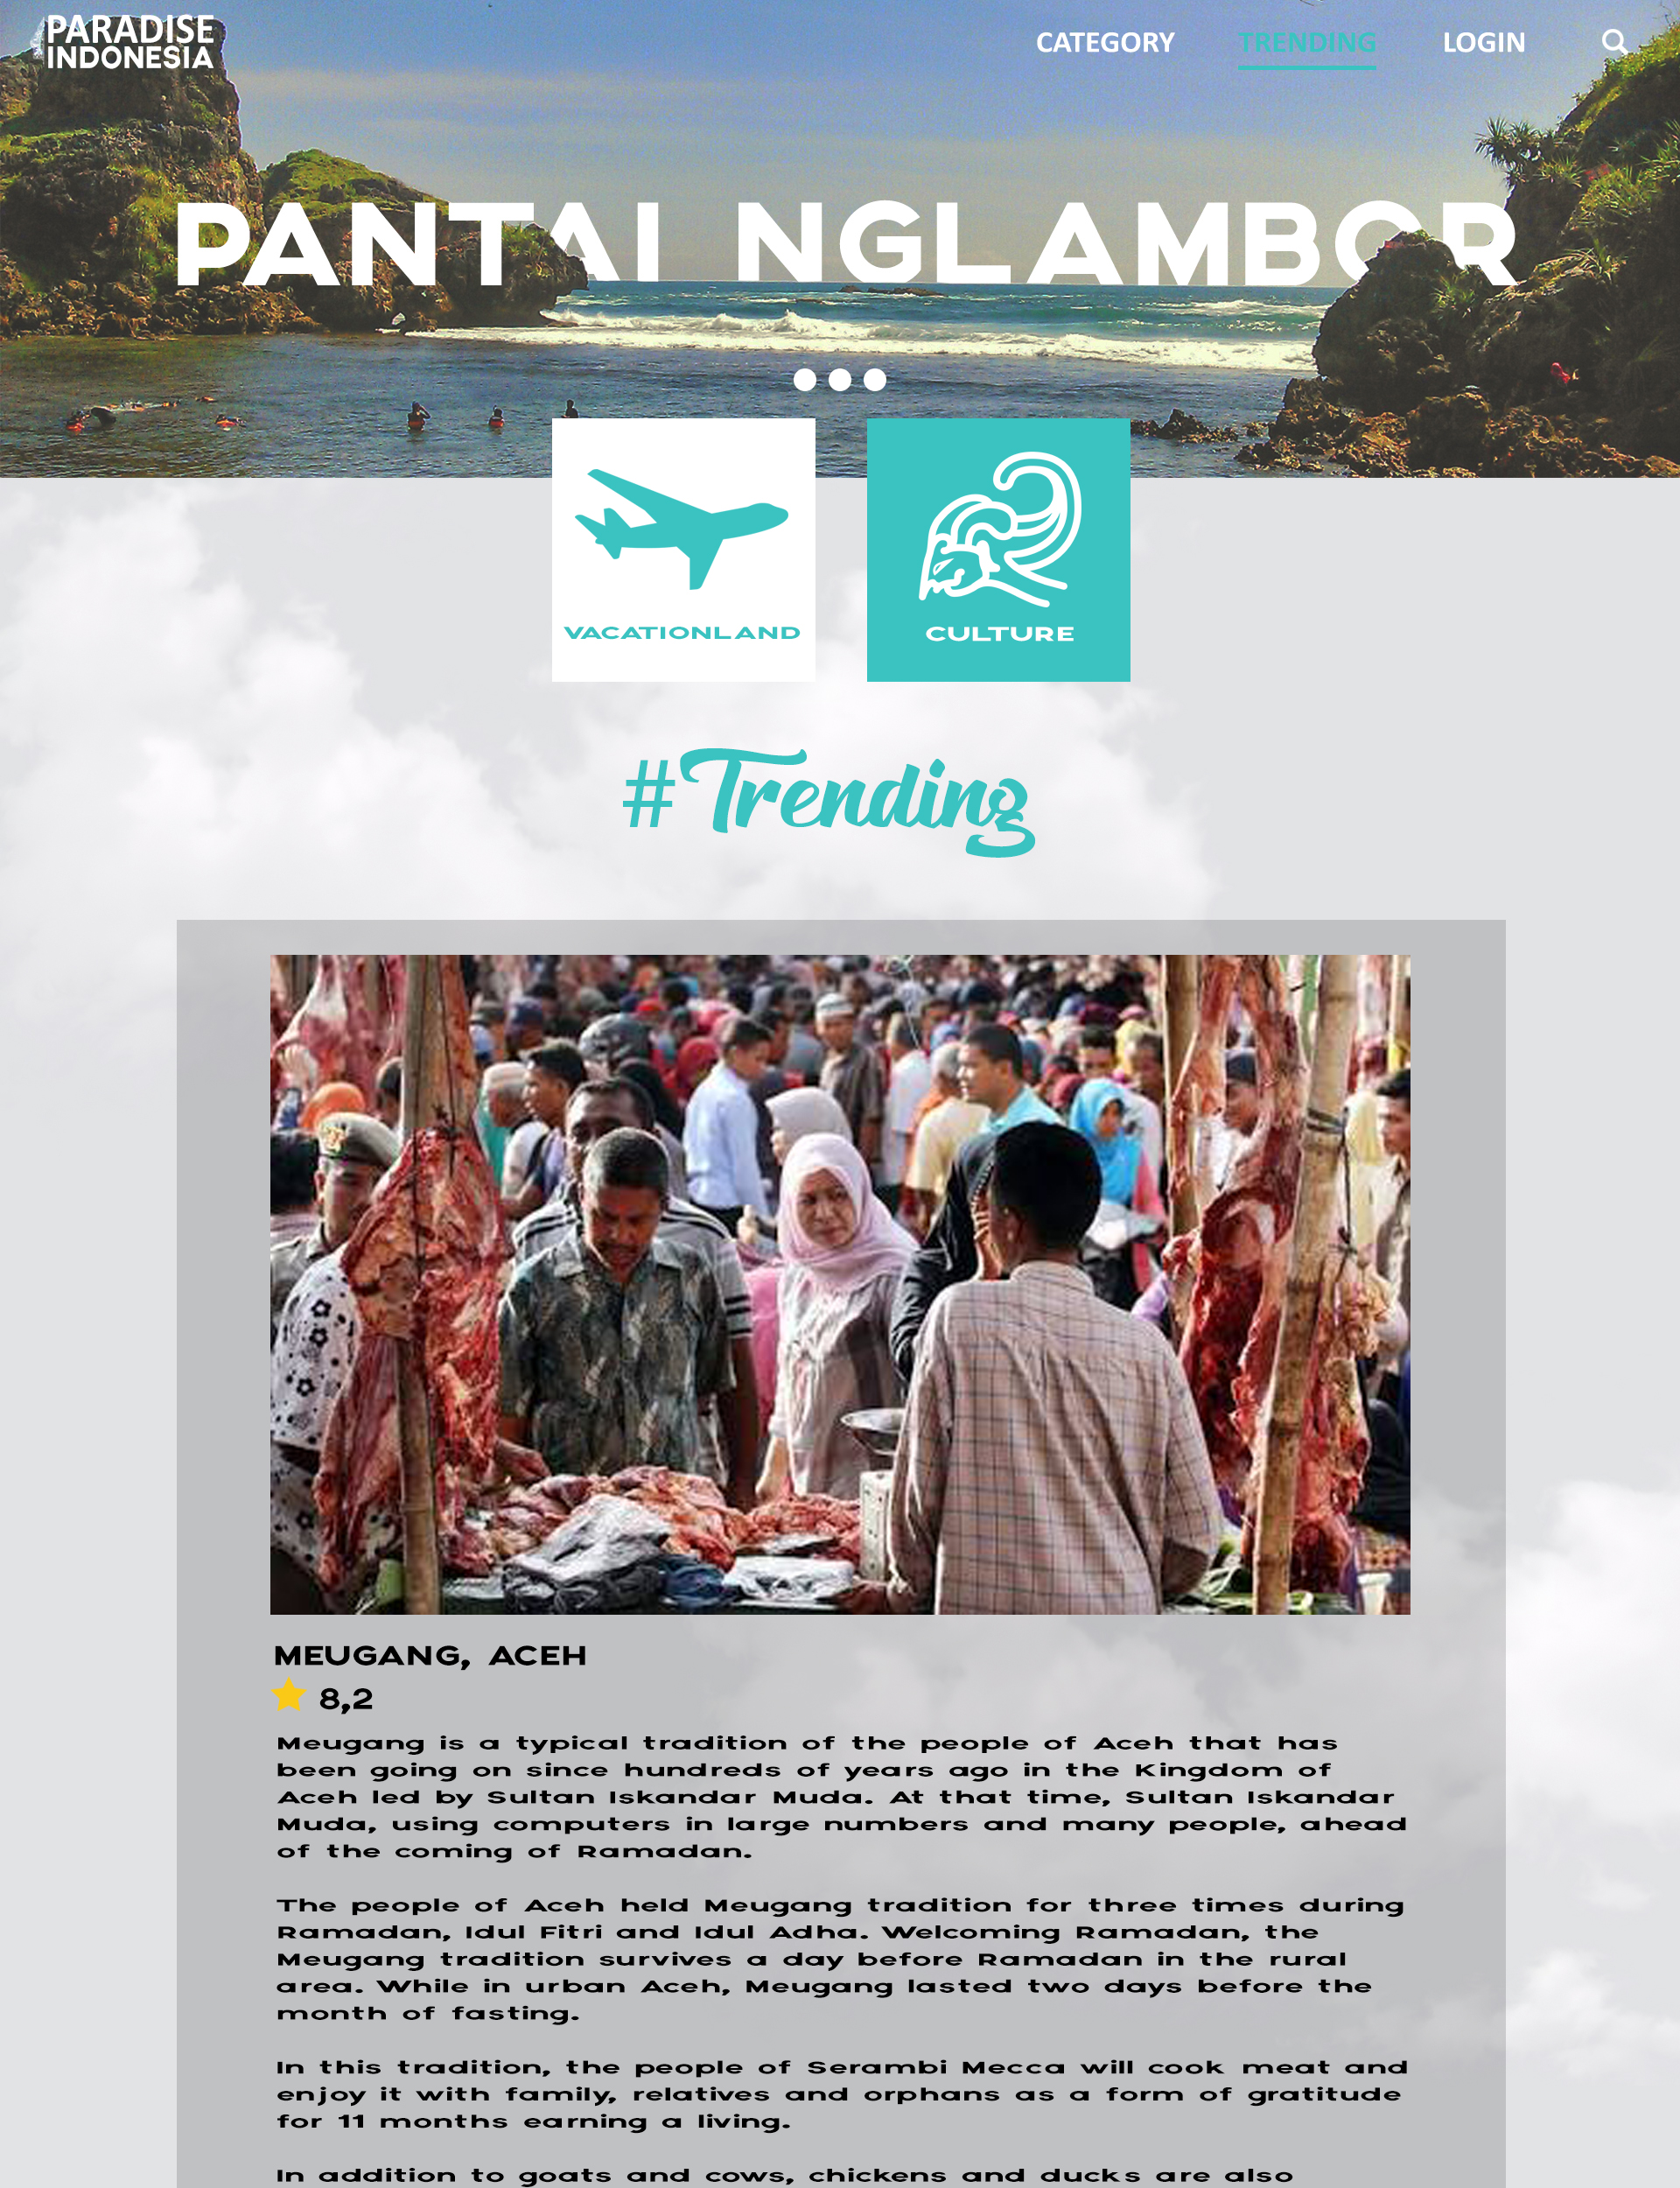 PARADISE
INDONESIA
CATEGORY TRENDING LOGIN
PANTAI NGLAMBOR
VACATIONLAND
CULTURE
#Trending
MEUGANG, ACEH
8,2
Meugang is a typical tradition of the people of Aceh that has
been going on since hundreds of years ago in the Kingdom of
Aceh led by Sultan Iskandar Muda. At that time, Sultan Iskandar
Muda, using computers in large numbers and many people, ahead
of the coming of Ramadan.
The people of Aceh held Meugang tradition for three times during
Ramadan, Idul Fitri and Idul Adha. Welcoming Ramadan, the
Meugang tradition survives a day before Ramadan in the rural
area. While in urban Aceh, Meugang lasted two days before the
month of fasting.
In this tradition, the people of Serambi Mecca will cook meat and
enjoy it with family, relatives and orphans as a form of gratitude
for 11 months earning a living.
In addition to goats and cows, chickens and ducks are also